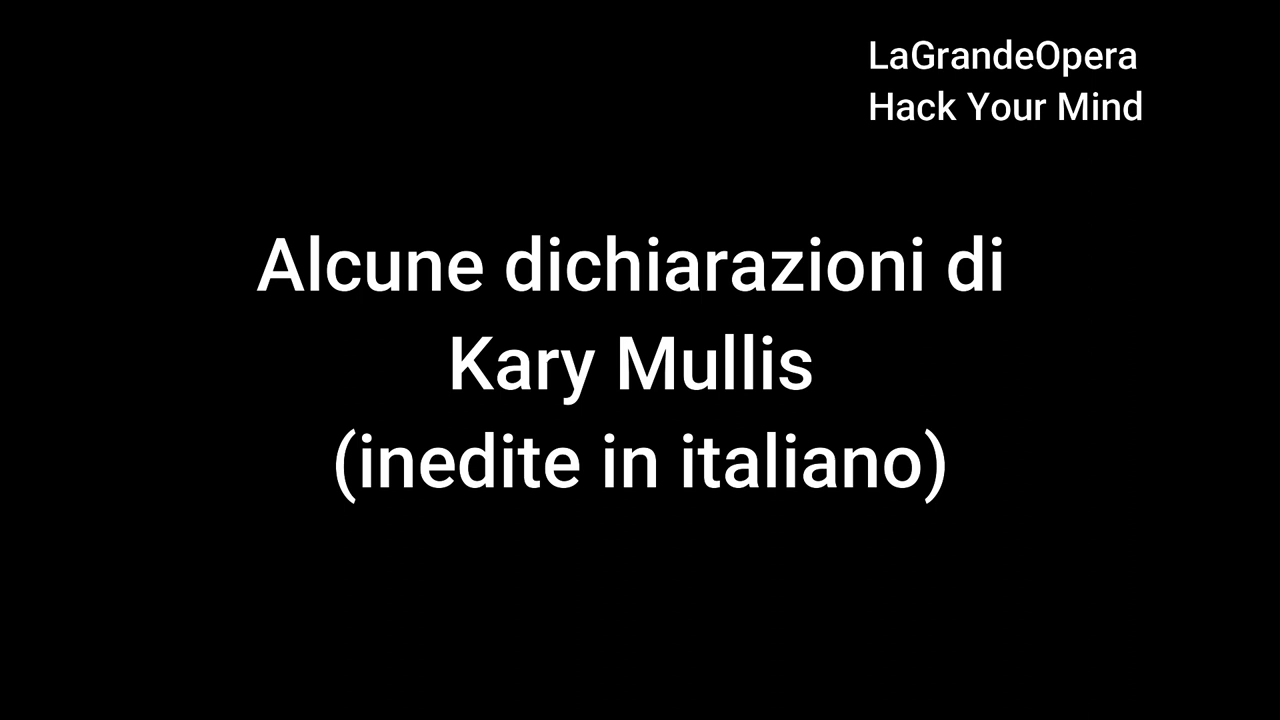 LaGrandeOpera
Hack Your Mind
Alcune dichiarazioni di
Kary Mullis
(inedite in italiano)